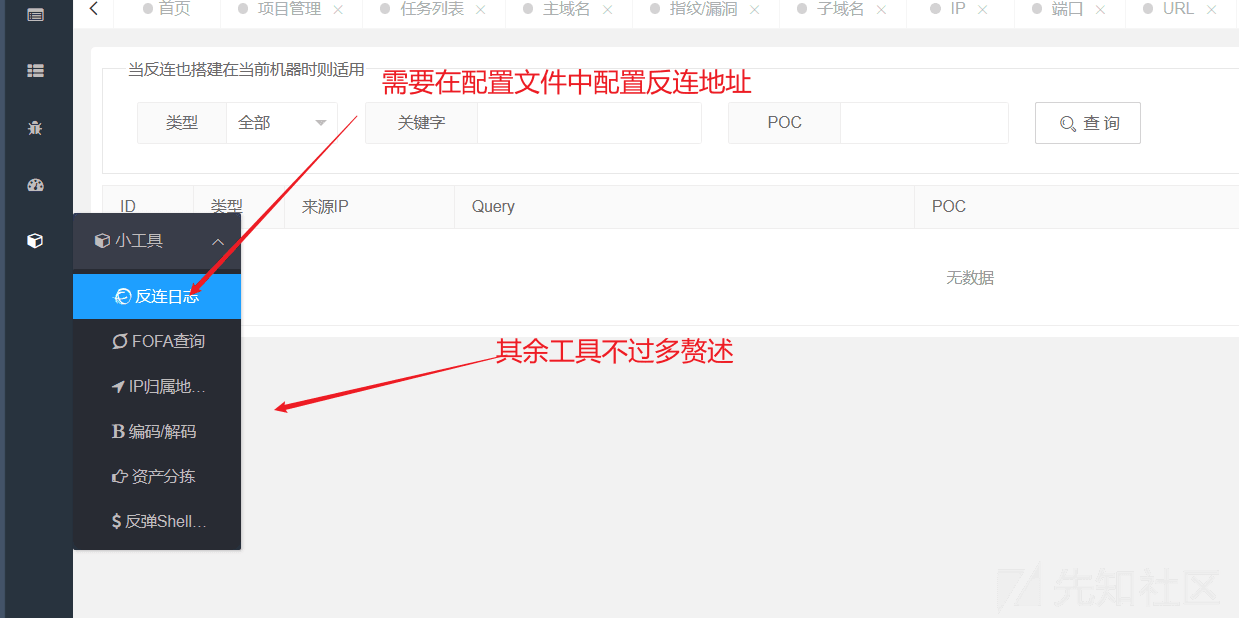 首页 项目管理 任务列表 主域名 指纹/漏洞 子域名 IP 端口 URL
当反连也搭建在当前机器时则适用
需要在配置文件中配置反连地址
类型 全部 关键字 POC 查询
ID 类型 来源IP Query POC
小工具
无数据
反连日志
FOFA查询
其余工具不过多赘述
IP归属地...
编码/解码
资产分拣
反弹Shell...
先知社区